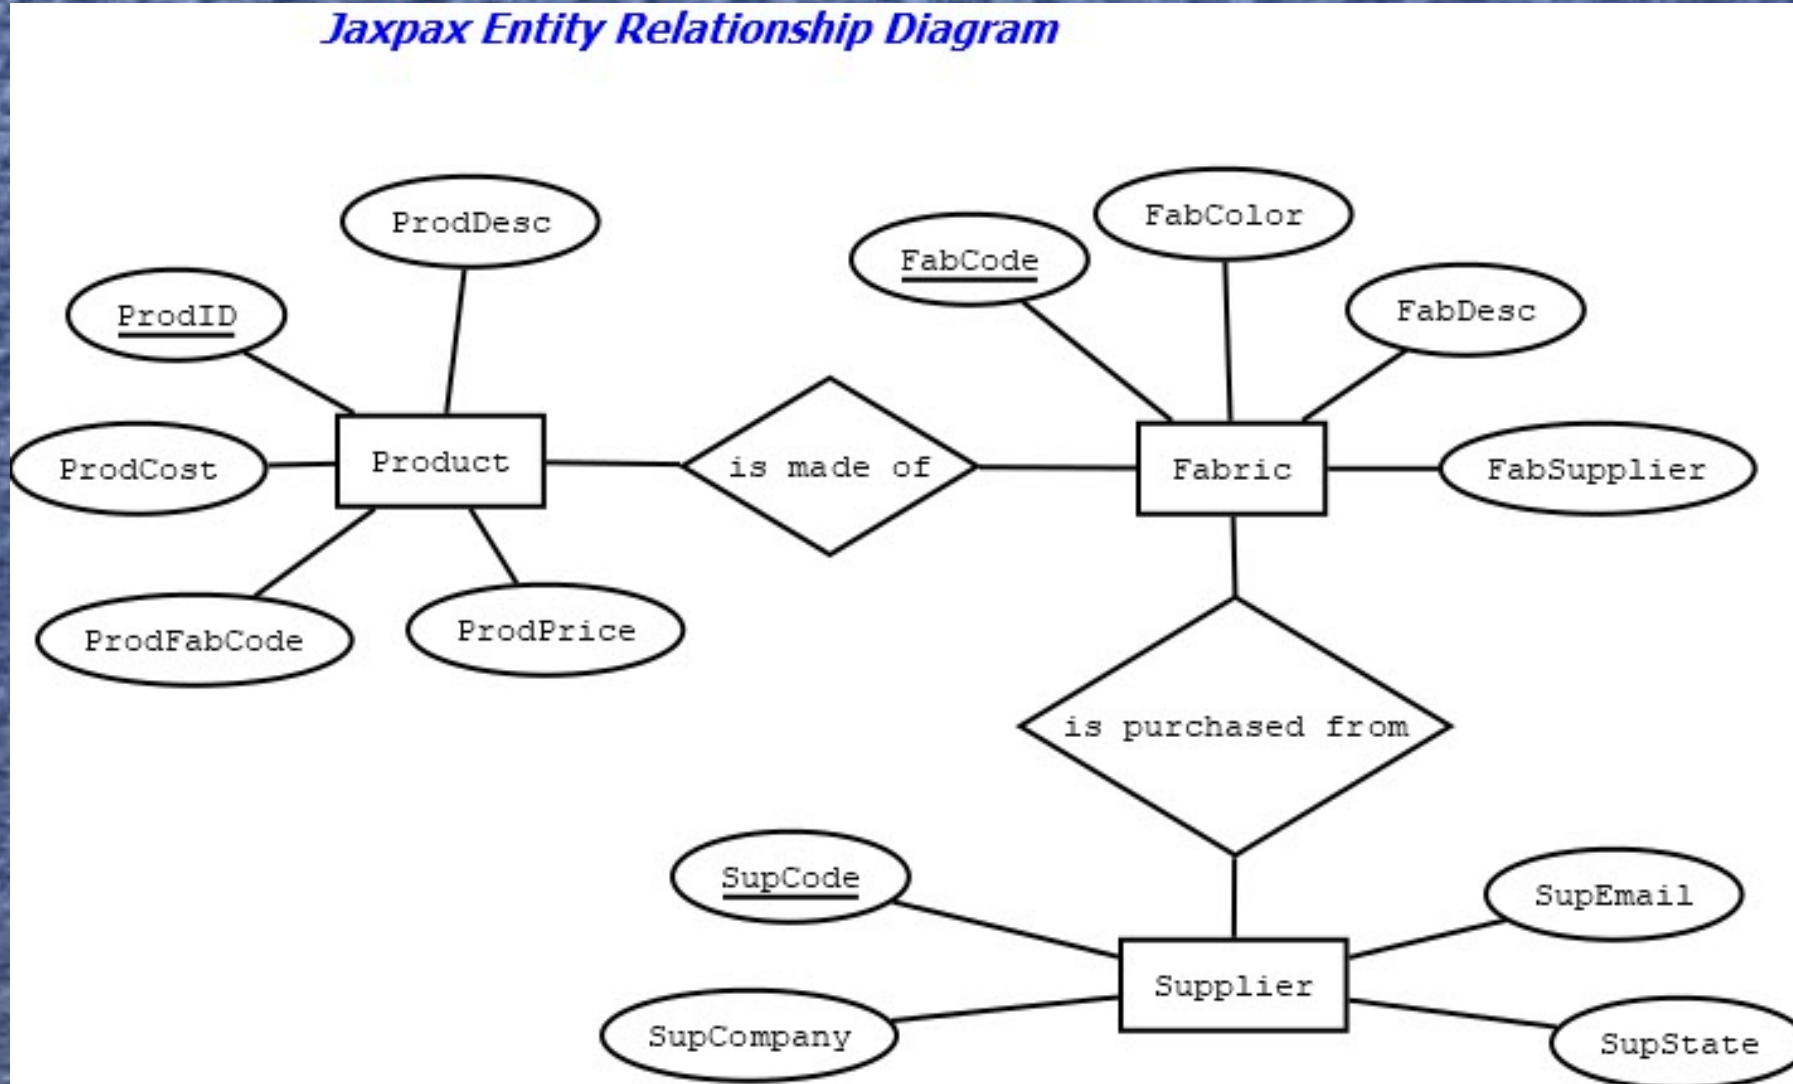 Jaxpax Entity Relationship Diagram
ProdDesc
ProdID
ProdCost
Product
ProdFabCode
ProdPrice
is made of
FabCode
FabColor
FabDesc
Fabric
FabSupplier
is purchased from
SupCode
SupEmail
Supplier
SupCompany
SupState